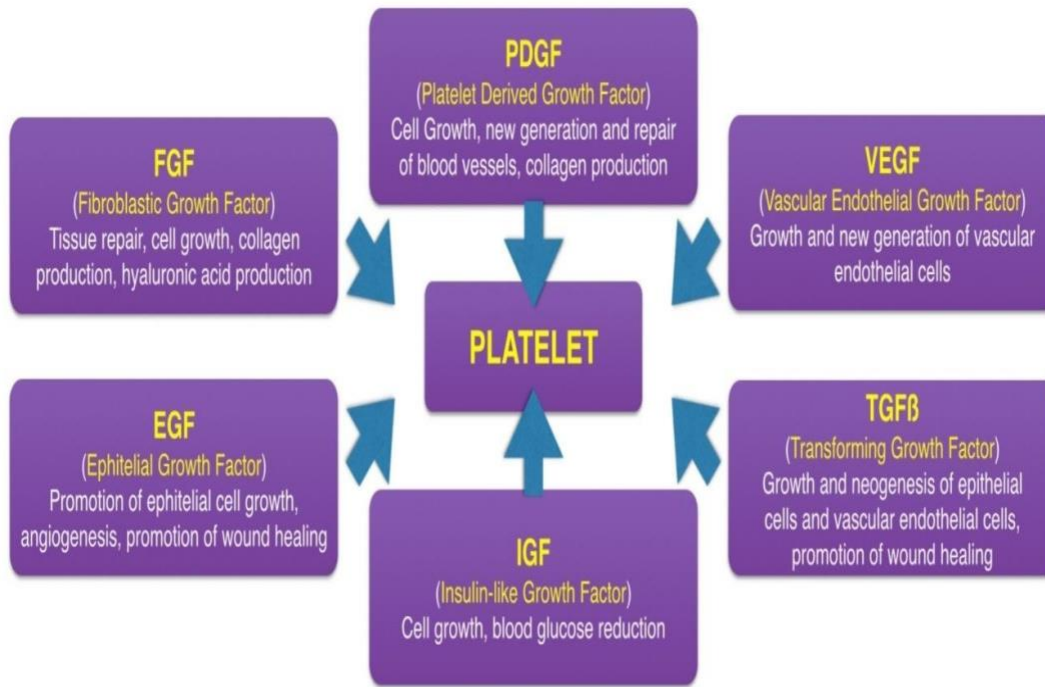 PDGF
(Platelet Derived Growth Factor)
Cell Growth, new generation and repair
of blood vessels, collagen production
FGF
(Fibroblastic Growth Factor)
Tissue repair, cell growth, collagen
production, hyaluronic acid production
VEGF
(Vascular Endothelial Growth Factor)
Growth and new generation of vascular
endothelial cells
PLATELET
EGF
(Ephitelial Growth Factor)
Promotion of ephitelial cell growth,
angiogenesis, promotion of wound healing
TGFß
(Transforming Growth Factor)
Growth and neogenesis of epithelial
cells and vascular endothelial cells,
promotion of wound healing
IGF
(Insulin-like Growth Factor)
Cell growth, blood glucose reduction